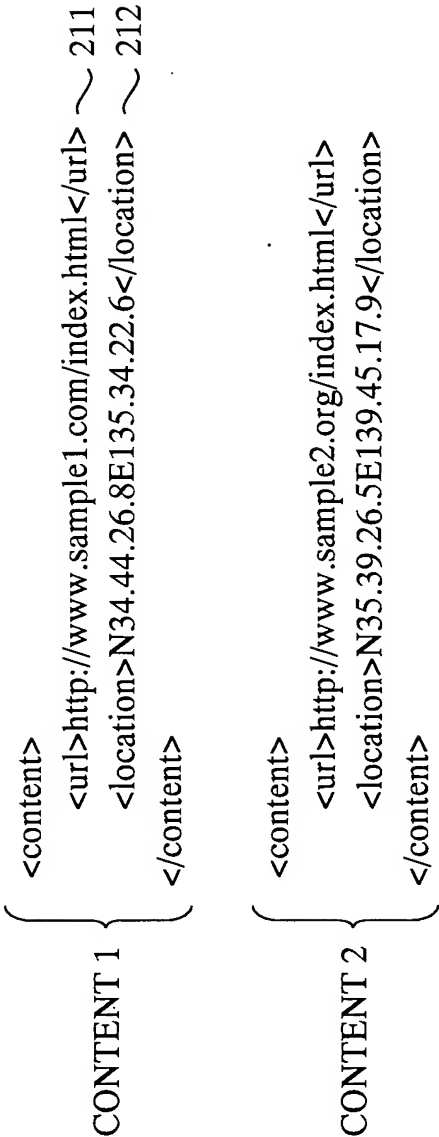 <content>
<url>http://www.sample1.com/index.html</url> ~ 211
CONTENT 1
<location>N34.44.26.8E135.34.22.6</location> ~ 212
</content>
<content>
<url>http://www.sample2.org/index.html</url>
CONTENT 2
<location>N35.39.26.5E139.45.17.9</location>
</content>